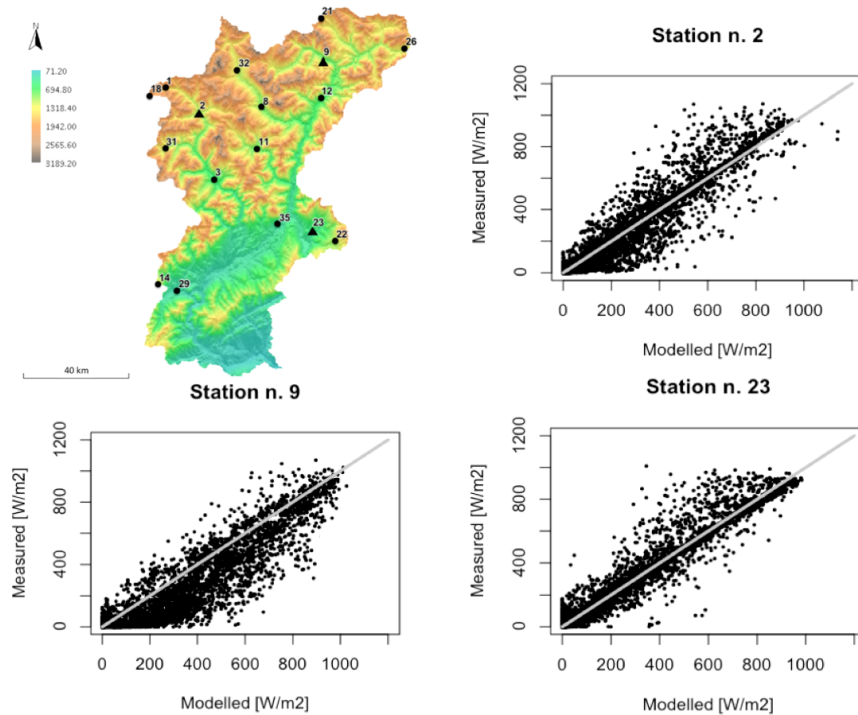 N
71.20
694.80
1318.40
1942.00
2565.60
3189.20
21
26
9
32
12
1
18
2
8
31
11
3
35
23
22
14
29
40 km
Station n. 2
Measured [W/m2]
0 400 800 1200
0 200 400 600 800 1000
Modelled [W/m2]
Station n. 9
Measured [W/m2]
0 400 800 1200
0 200 400 600 800 1000
Modelled [W/m2]
Station n. 23
Measured [W/m2]
0 400 800 1200
0 200 400 600 800 1000
Modelled [W/m2]